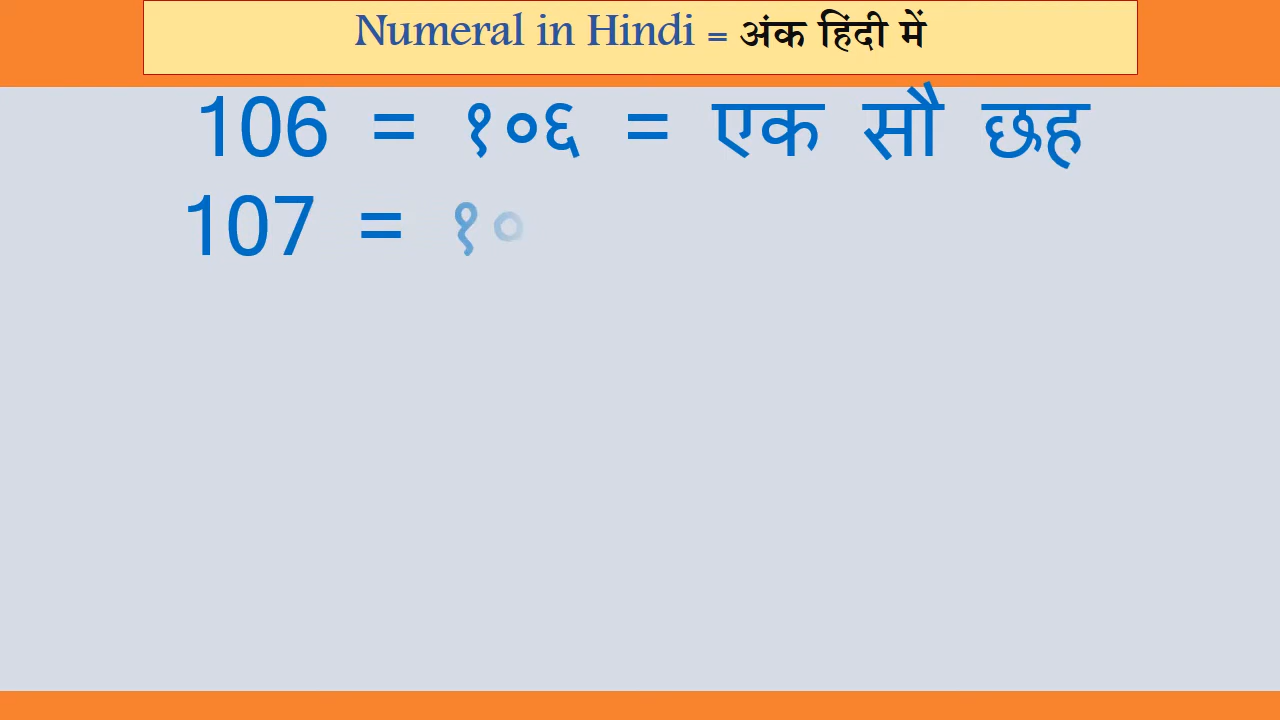 Numeral in Hindi = अंक हिंदी में
106 = १०६ = एक सौ छह
107 = १०